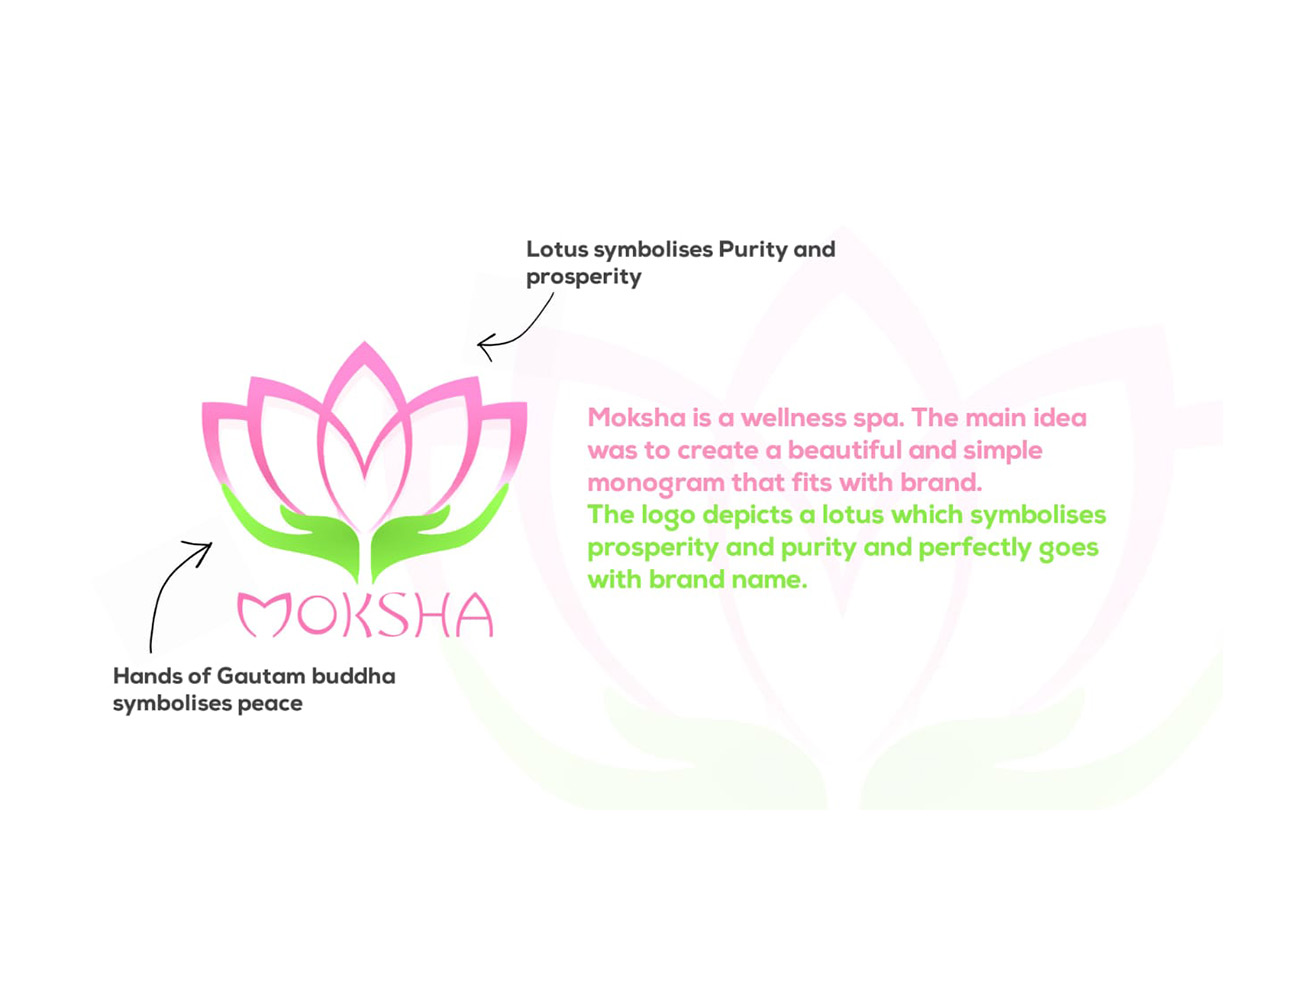 Lotus symbolises Purity and
prosperity
Moksha is a wellness spa. The main idea
was to create a beautiful and simple
monogram that fits with brand.
The logo depicts a lotus which symbolises
prosperity and purity and perfectly goes
with brand name.
MOKSHA
Hands of Gautam buddha
symbolises peace